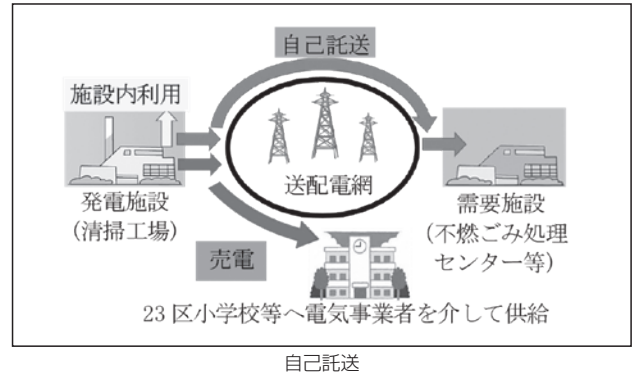 自己託送
施設内利用
発電施設
(清掃工場)
送配電網
需要施設
(不燃ごみ処理
センター等)
売電
23区小学校等へ電気事業者を介して供給
自己託送